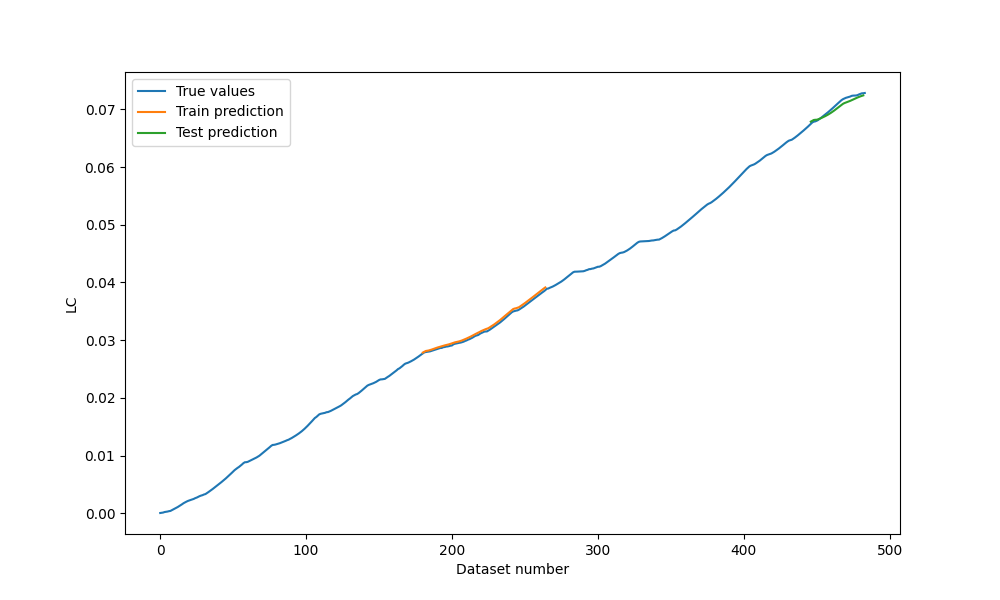 True values
Train prediction
Test prediction
0.07
0.06
0.05
0.04
0.03
0.02
0.01
0.00
LC
0 100 200 300 400 500
Dataset number